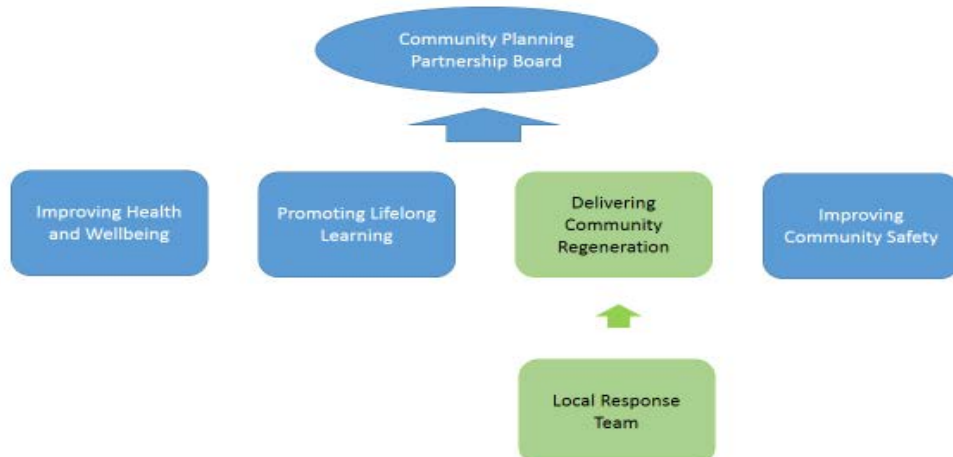 Community Planning
Partnership Board
Improving Health
and Wellbeing
Promoting Lifelong
Learning
Delivering
Community
Regeneration
Improving
Community Safety
Local Response
Team